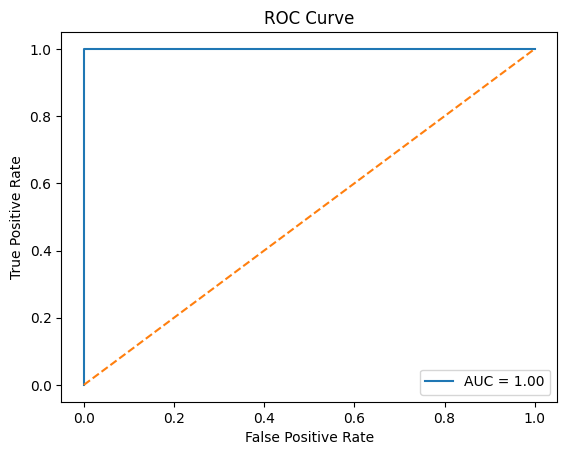 ROC Curve
True Positive Rate
1.0
0.8
0.6
0.4
0.2
0.0
AUC = 1.00
0.0 0.2 0.4 0.6 0.8 1.0
False Positive Rate